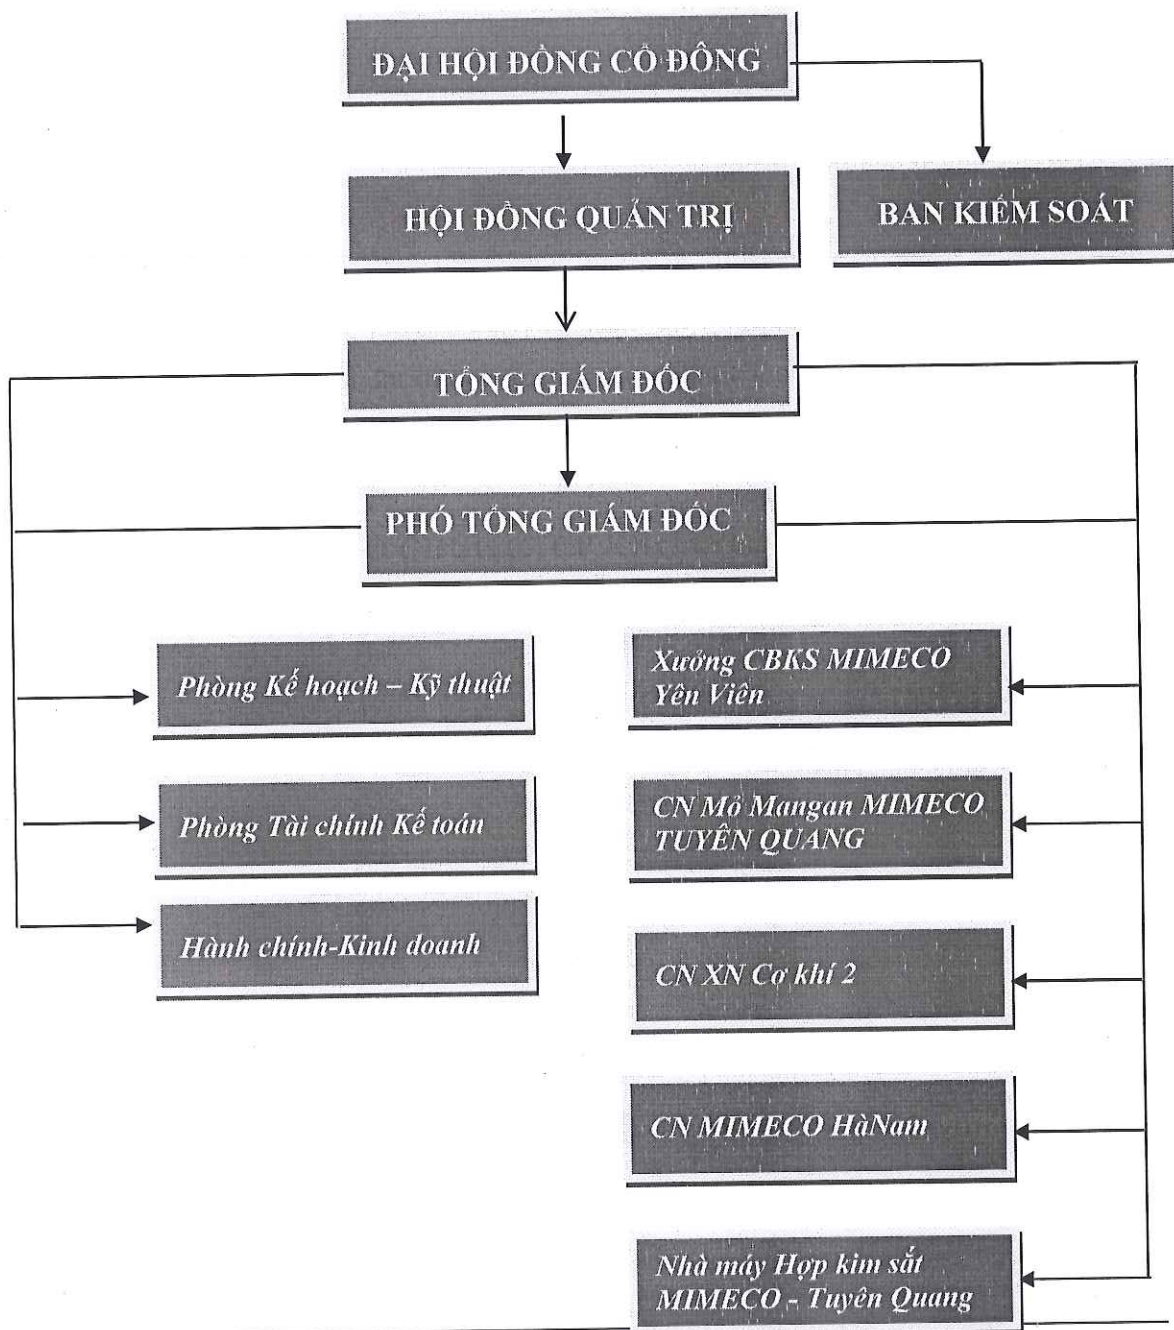 ĐẠI HỘI ĐỒNG CỔ ĐÔNG
HỘI ĐỒNG QUẢN TRỊ
BAN KIỂM SOÁT
TỔNG GIÁM ĐỐC
PHÓ TỔNG GIÁM ĐỐC
Phòng Kế hoạch – Kỹ thuật
Phòng Tài chính Kế toán
Hành chính-Kinh doanh
Xưởng CBKS MIMECO
Yên Viên
CN Mỏ Mangan MIMECO
TUYÊN QUANG
CN XN Cơ khí 2
CN MIMECO HàNam
Nhà máy Hợp kim sắt
MIMECO - Tuyên Quang